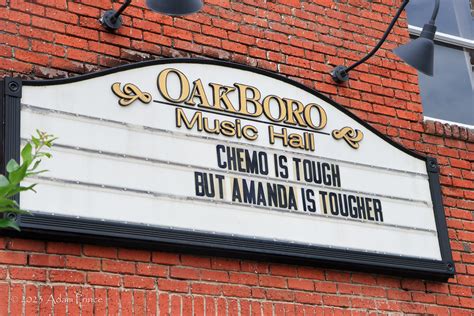 OAKBORO
Music Hall
CHEMO IS TOUGH
BUT AMANDA IS TOUGHER
© 2023 Adam Prince